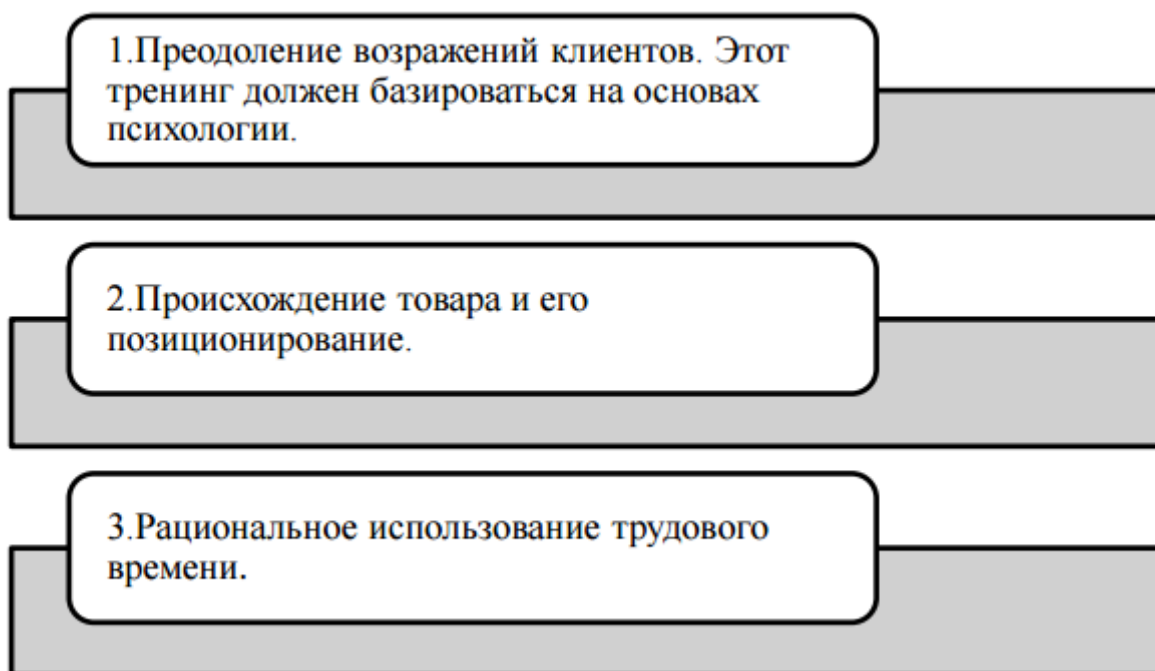 1.Преодоление возражений клиентов. Этот
тренинг должен базироваться на основах
психологии.
2.Происхождение товара и его
позиционирование.
3.Рациональное использование трудового
времени.